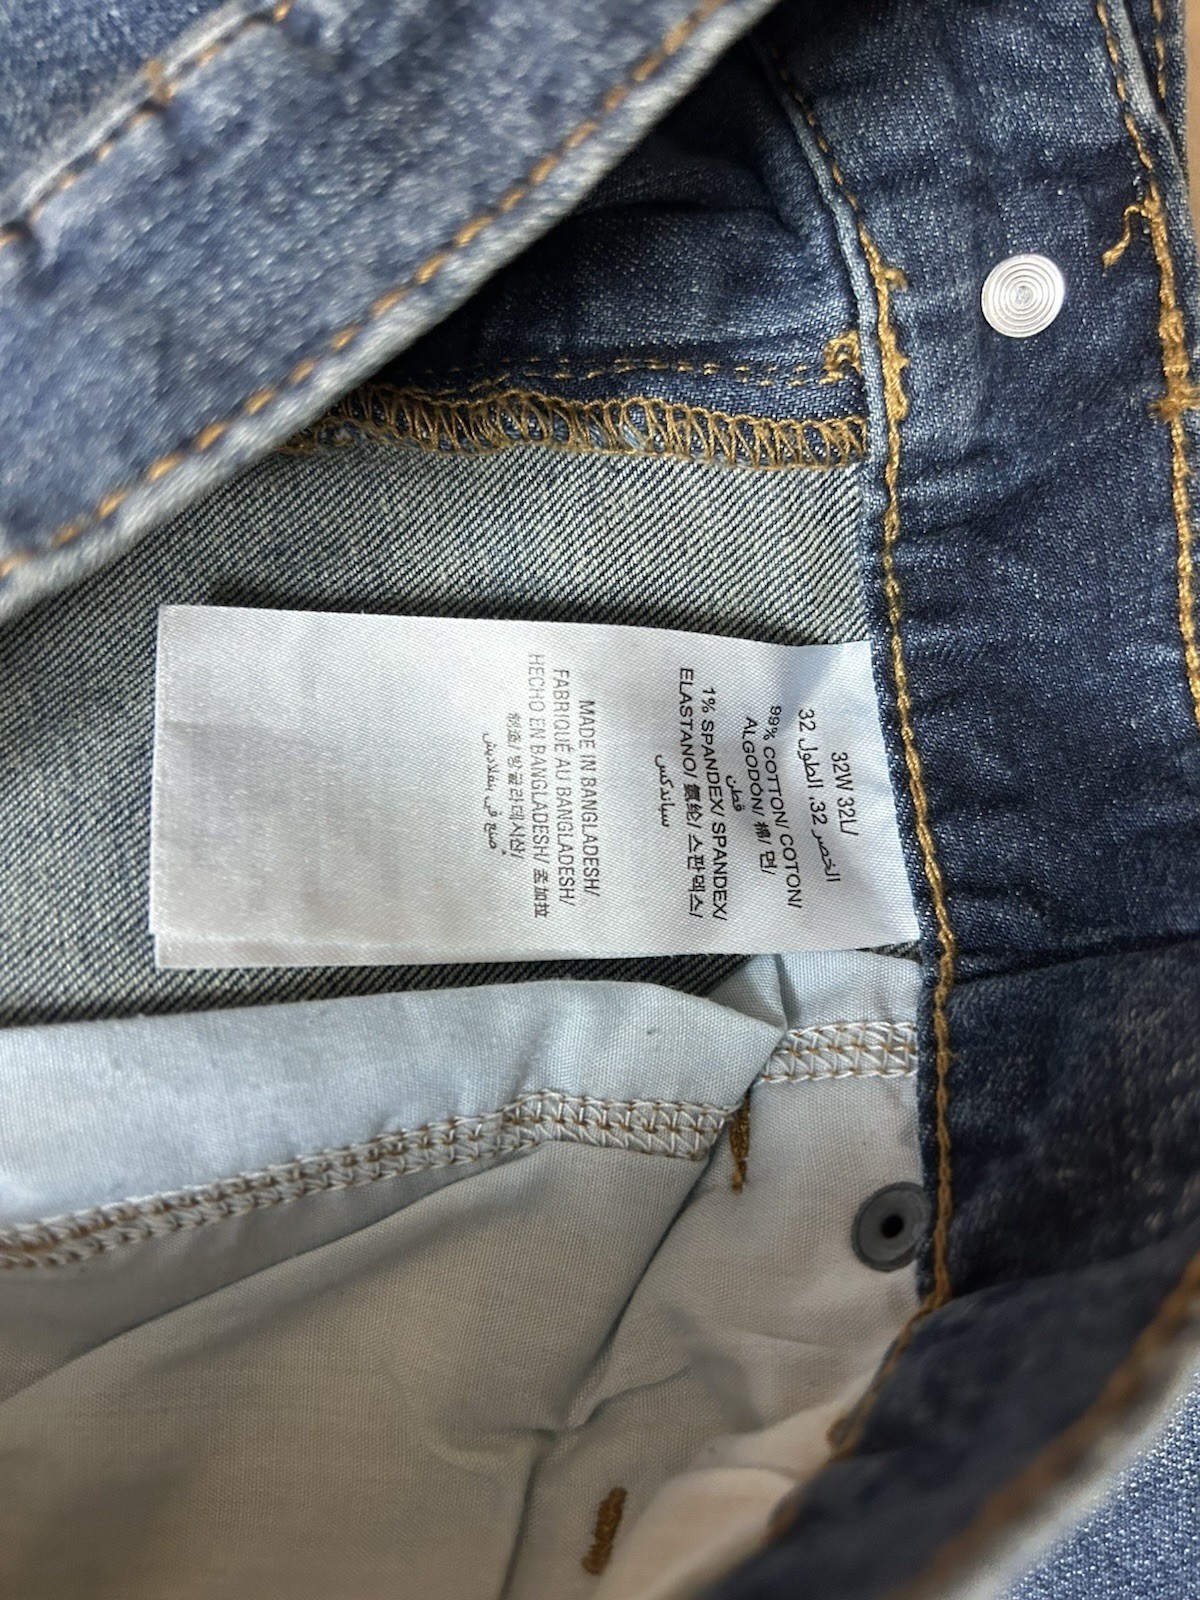 32W 32L/
الخصر 32، الطول 32
99% COTTON/ COTON/
ALGODÓN/ 棉/ 면/
قطن
1% SPANDEX/ SPANDEX/
ELASTANO/ 氨纶/ 스판덱스/
سباندكس
MADE IN BANGLADESH/
FABRIQUÉ AU BANGLADESH/
HECHO EN BANGLADESH/ 孟加拉
制造/ 방글라데시산/
صنع في بنغلاديش